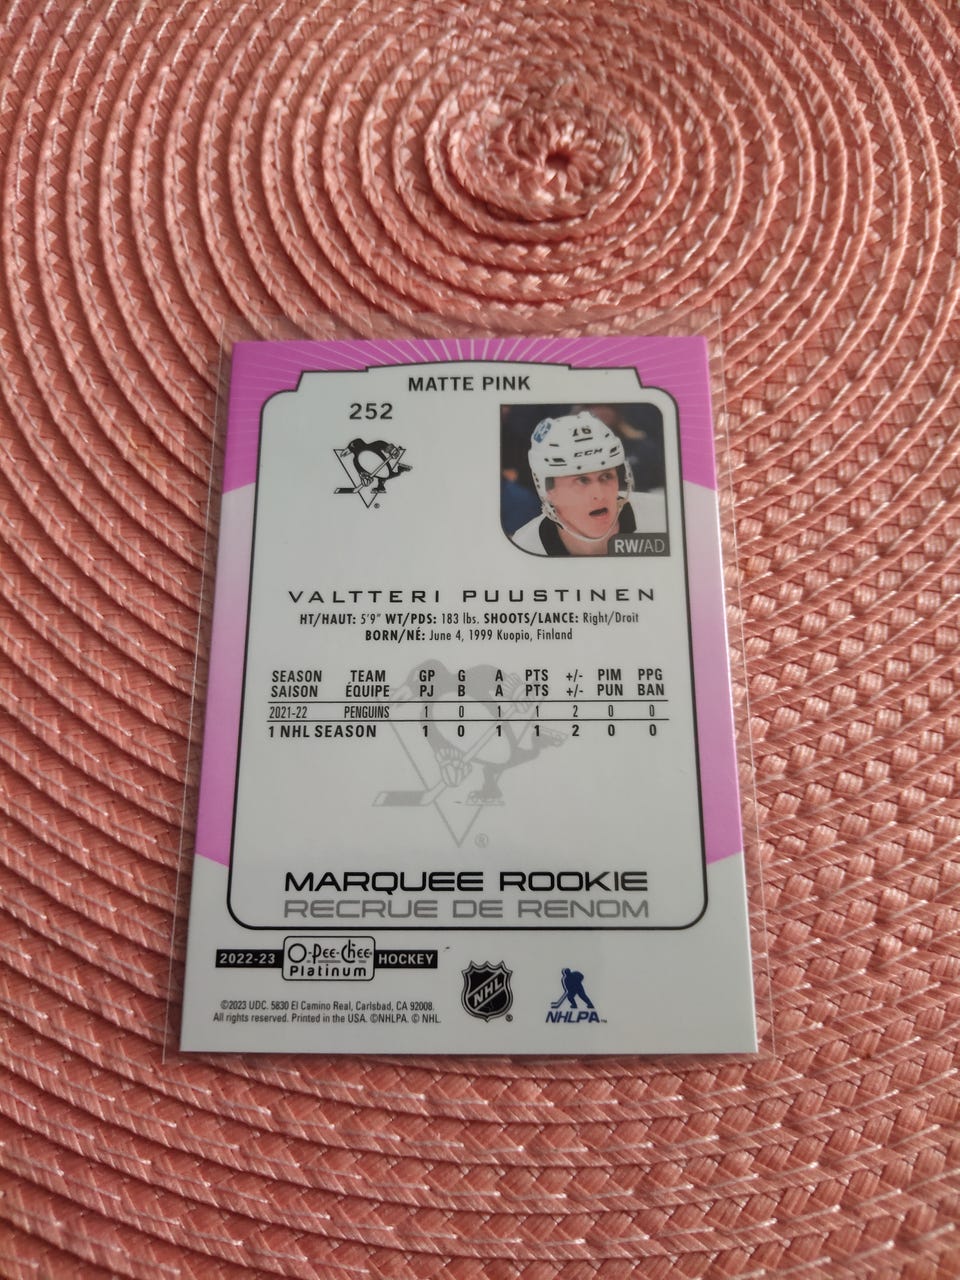 MATTE PINK
252
76
CCM
RW/AD
VALTTERI PUUSTINEN
HT/HAUT: 5'9" WT/PDS: 183 lbs. SHOOTS/LANCE: Right/Droit
BORN/NÉ: June 4, 1999 Kuopio, Finland
SEASON TEAM GP G A PTS +/- PIM PPG
SAISON ÉQUIPE PJ B A PTS +/- PUN BAN
2021-22 PENGUINS 1 0 1 1 2 0 0
1 NHL SEASON 1 0 1 1 2 0 0
®
MARQUEE ROOKIE
RECRUE DE RENOM
2022-23 O-Pee-Chee Platinum HOCKEY
©2023 UDC. 5830 El Camino Real, Carlsbad, CA 92008.
All rights reserved. Printed in the USA. ©NHLPA. © NHL.
NHL
NHLPA™